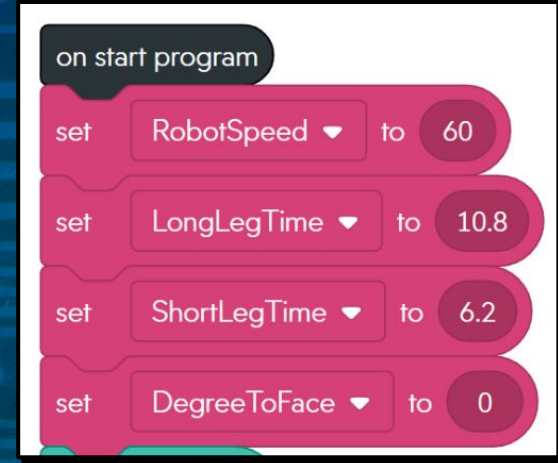 on start program
set RobotSpeed to 60
set LongLegTime to 10.8
set ShortLegTime to 6.2
set DegreeToFace to 0